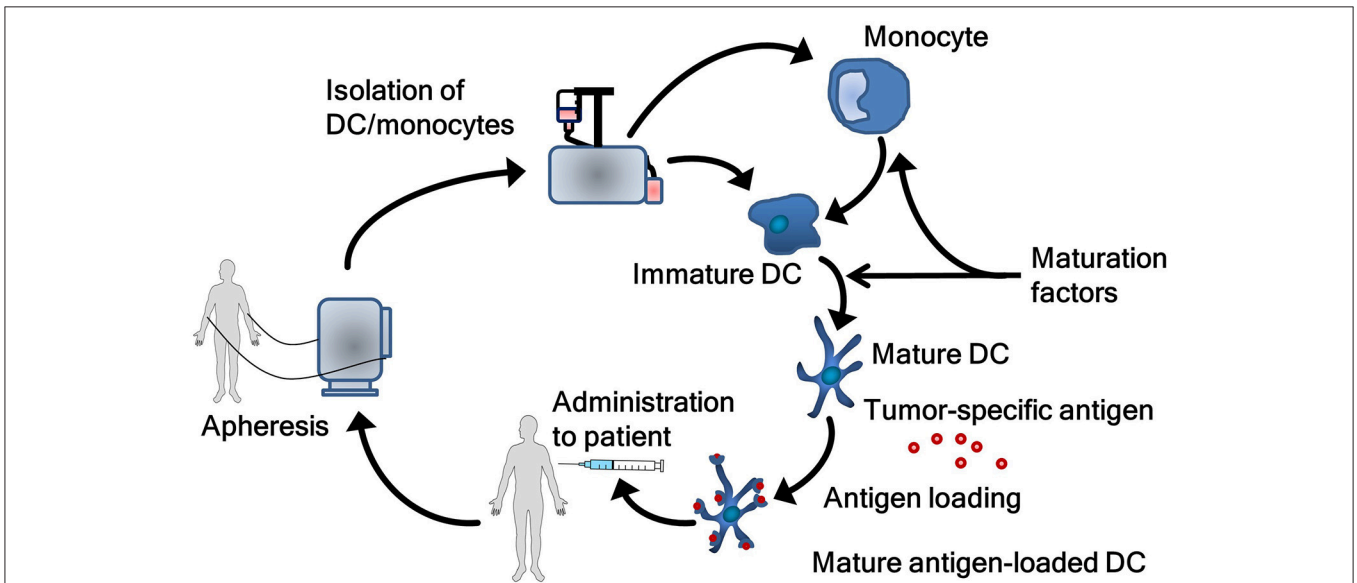 Monocyte
Isolation of
DC/monocytes
Immature DC
Maturation
factors
Mature DC
Tumor-specific antigen
Administration
to patient
Apheresis
Antigen loading
Mature antigen-loaded DC